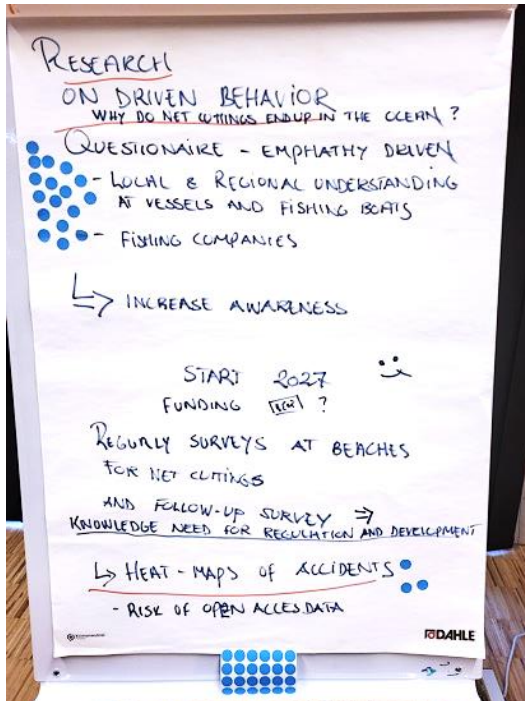 RESEARCH
ON DRIVEN BEHAVIOR
WHY DO NET CUTTINGS END UP IN THE OCEAN?
QUESTIONAIRE - EMPHATHY DRIVEN
- LOCAL & REGIONAL UNDERSTANDING
AT VESSELS AND FISHING BOATS
- FISHING COMPANIES
↳ INCREASE AWARENESS
START 2027
FUNDING ?
REGURLY SURVEYS AT BEACHES
FOR NET CUTTINGS
AND FOLLOW-UP SURVEY ⇒
KNOWLEDGE NEED FOR REGULATION AND DEVELOPMENT
↳ HEAT-MAPS OF ACCIDENTS
- RISK OF OPEN ACCES DATA
DAHLE